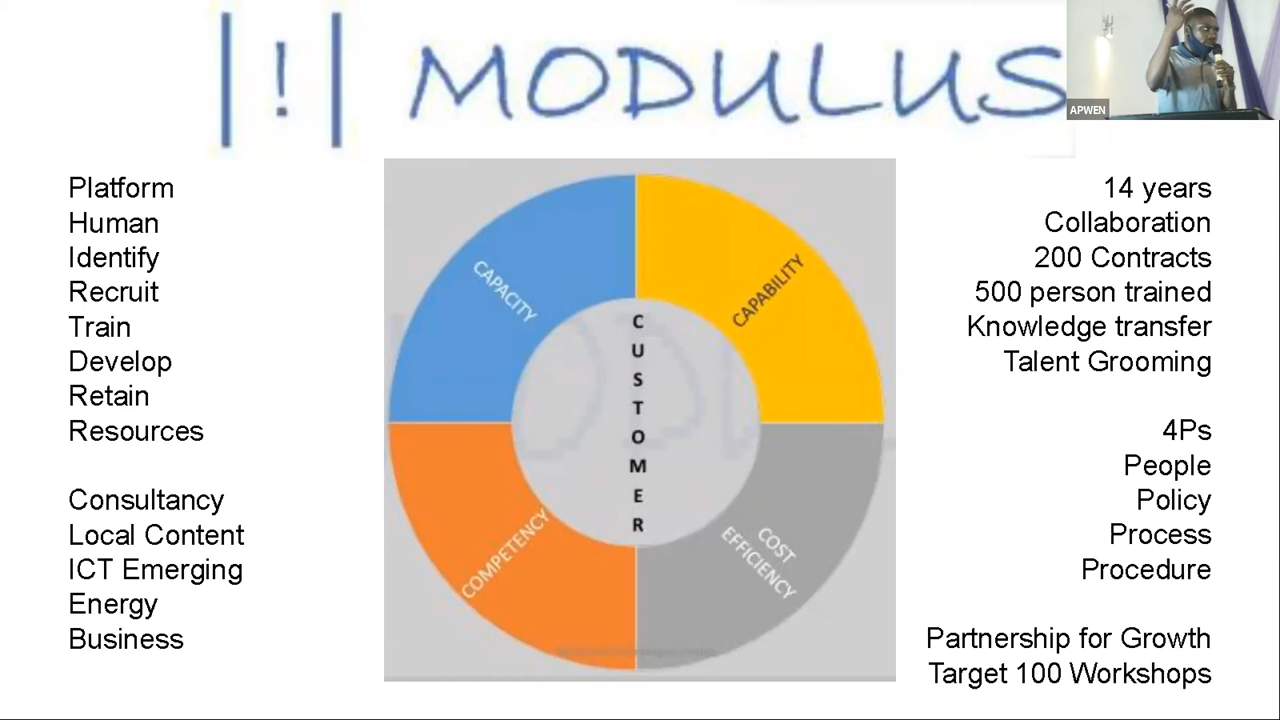 |!| MODULUS
APWEN
Platform
Human
Identify
Recruit
Train
Develop
Retain
Resources
Consultancy
Local Content
ICT Emerging
Energy
Business
CAPACITY
CAPABILITY
CUSTOMER
COMPETENCY
COST
EFFICIENCY
14 years
Collaboration
200 Contracts
500 person trained
Knowledge transfer
Talent Grooming
4Ps
People
Policy
Process
Procedure
Partnership for Growth
Target 100 Workshops